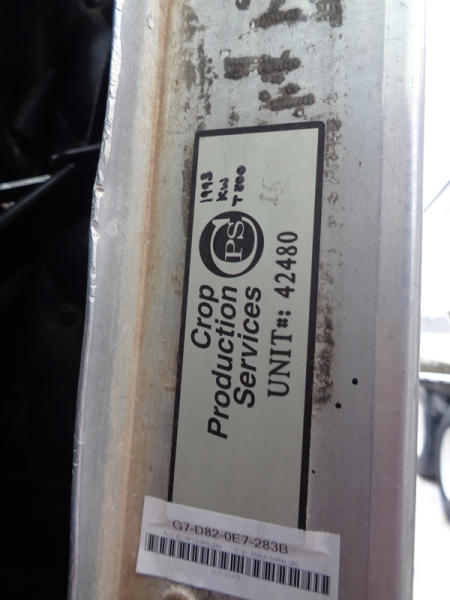 1993
KW
T800
CPS
Crop
Production
Services
UNIT#: 42480
G7-D82-0E7-283B